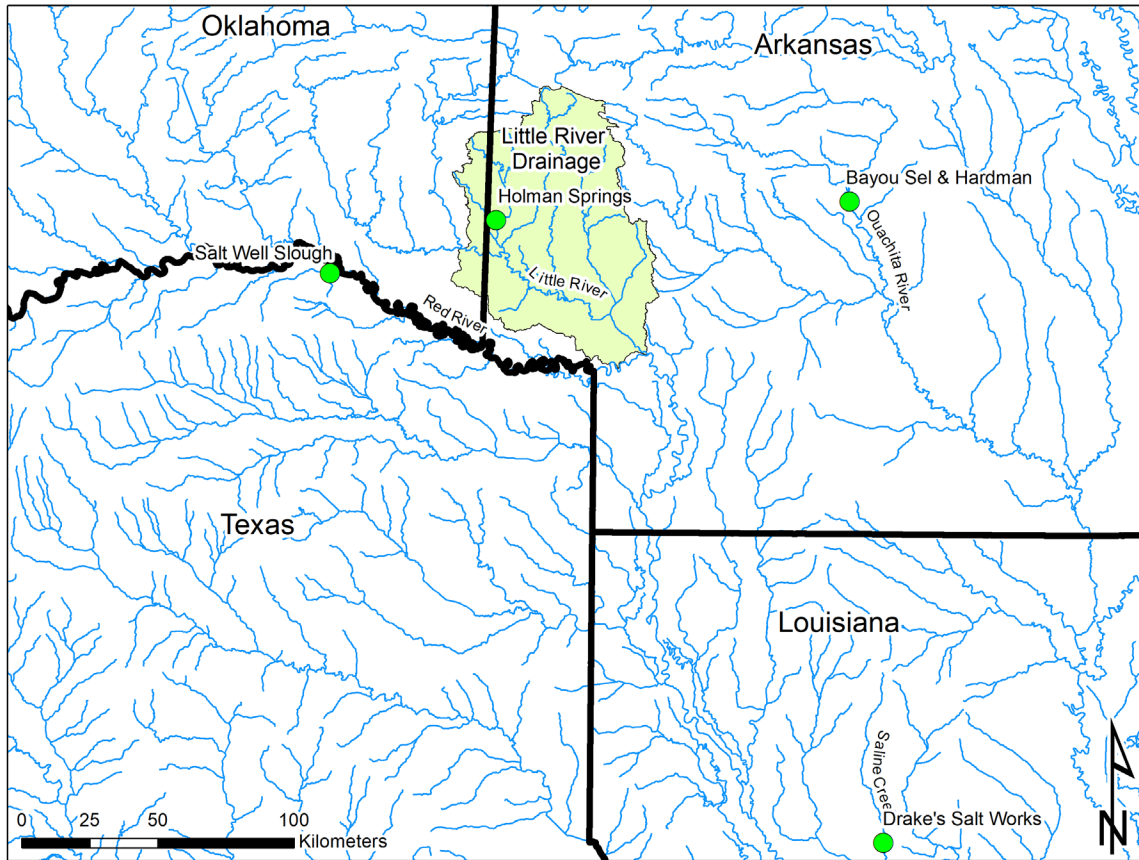 Oklahoma
Arkansas
Little River
Drainage
Holman Springs
Bayou Sel & Hardman
Ouachita River
Salt Well Slough
Little River
Red River
Texas
Louisiana
Saline Creek
Drake's Salt Works
0 25 50 100
Kilometers
N